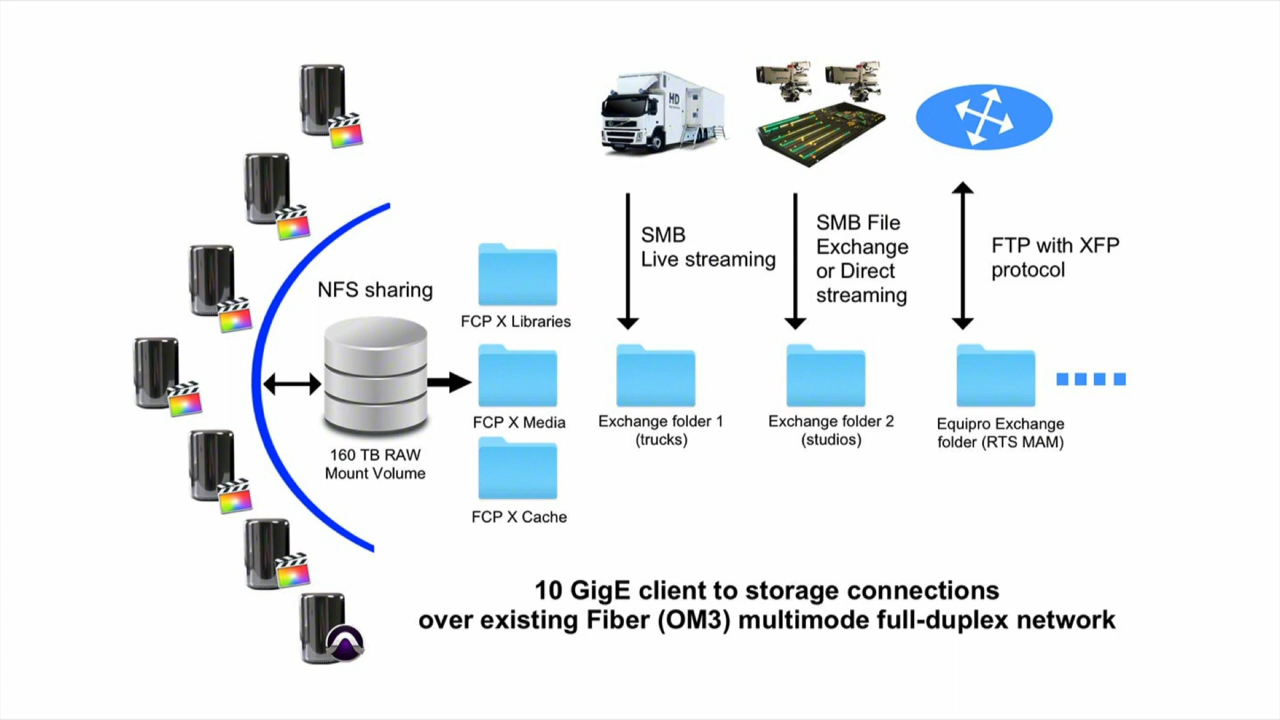 HD
SMB
Live streaming
SMB File
Exchange
or Direct
streaming
FTP with XFP
protocol
NFS sharing
FCP X Libraries
FCP X Media
FCP X Cache
160 TB RAW
Mount Volume
Exchange folder 1
(trucks)
Exchange folder 2
(studios)
Equipro Exchange
folder (RTS MAM)
10 GigE client to storage connections
over existing Fiber (OM3) multimode full-duplex network